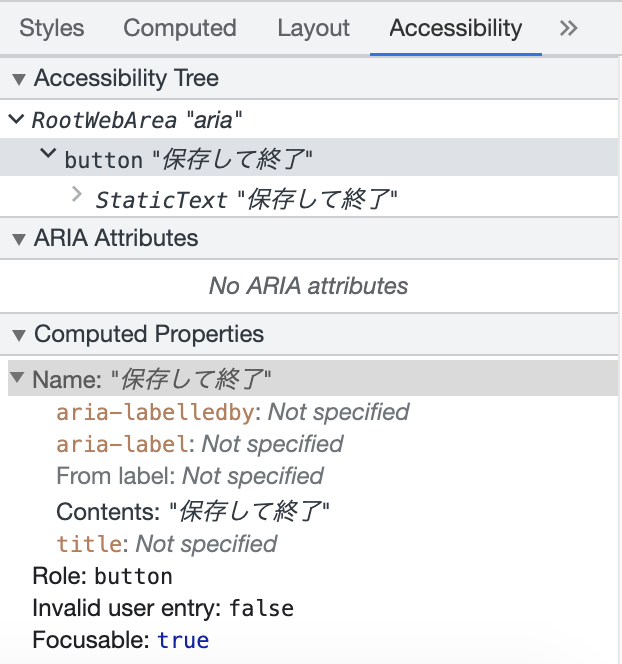 Styles Computed Layout Accessibility »
Accessibility Tree
RootWebArea "aria"
button "保存して終了"
StaticText "保存して終了"
ARIA Attributes
No ARIA attributes
Computed Properties
Name: "保存して終了"
aria-labelledby: Not specified
aria-label: Not specified
From label: Not specified
Contents: "保存して終了"
title: Not specified
Role: button
Invalid user entry: false
Focusable: true